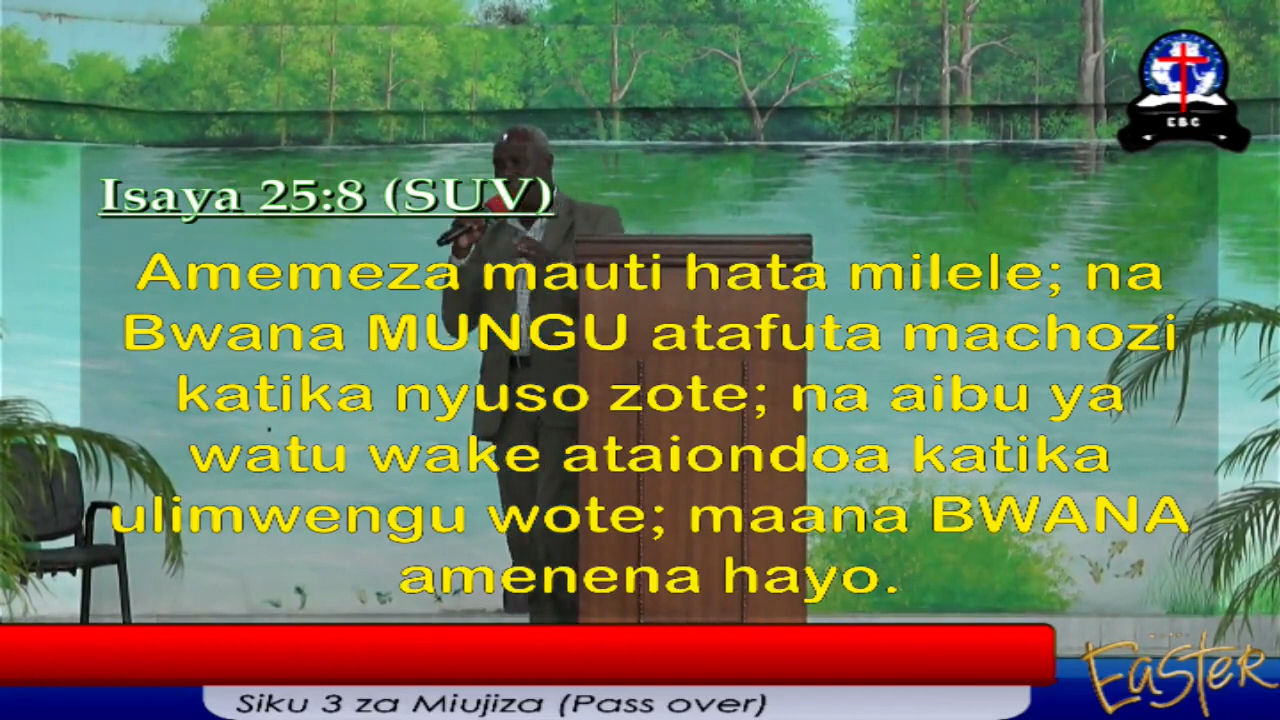 EBC
Isaya 25:8 (SUV)
Amemeza mauti hata milele; na
Bwana MUNGU atafuta machozi
katika nyuso zote; na aibu ya
watu wake ataiondoa katika
ulimwengu wote; maana BWANA
amenena hayo.
EaSTER
Siku 3 za Miujiza (Pass over)